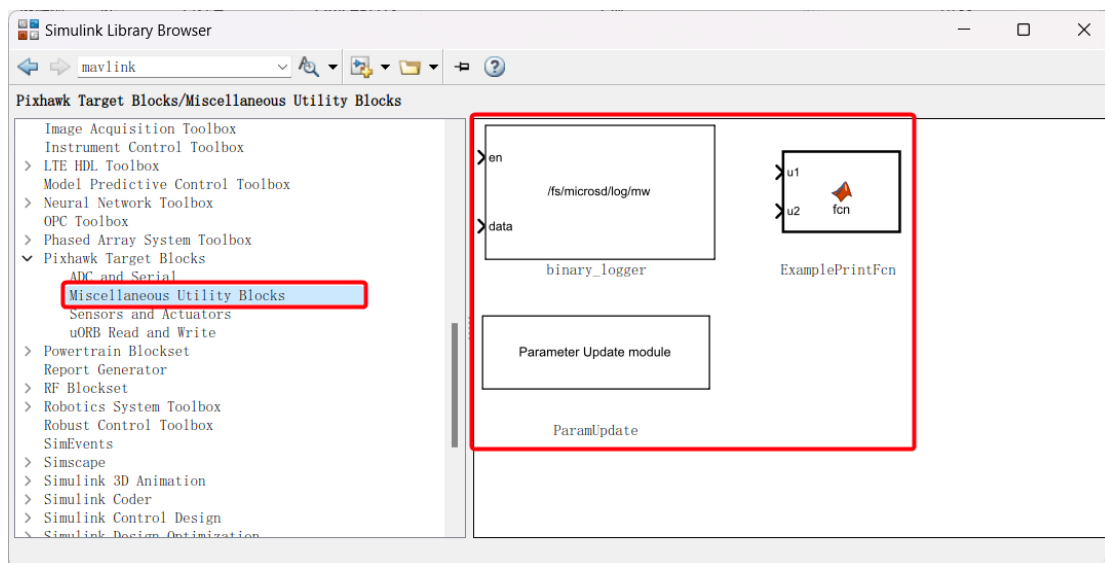 Simulink Library Browser
mavlink
Pixhawk Target Blocks/Miscellaneous Utility Blocks
Image Acquisition Toolbox
Instrument Control Toolbox
LTE HDL Toolbox
Model Predictive Control Toolbox
Neural Network Toolbox
OPC Toolbox
Phased Array System Toolbox
Pixhawk Target Blocks
ADC and Serial
Miscellaneous Utility Blocks
Sensors and Actuators
uORB Read and Write
Powertrain Blockset
Report Generator
RF Blockset
Robotics System Toolbox
Robust Control Toolbox
SimEvents
Simscape
Simulink 3D Animation
Simulink Coder
Simulink Control Design
Simulink Design Optimization
en
/fs/microsd/log/mw
data
binary_logger
u1
u2
fcn
ExamplePrintFcn
Parameter Update module
ParamUpdate